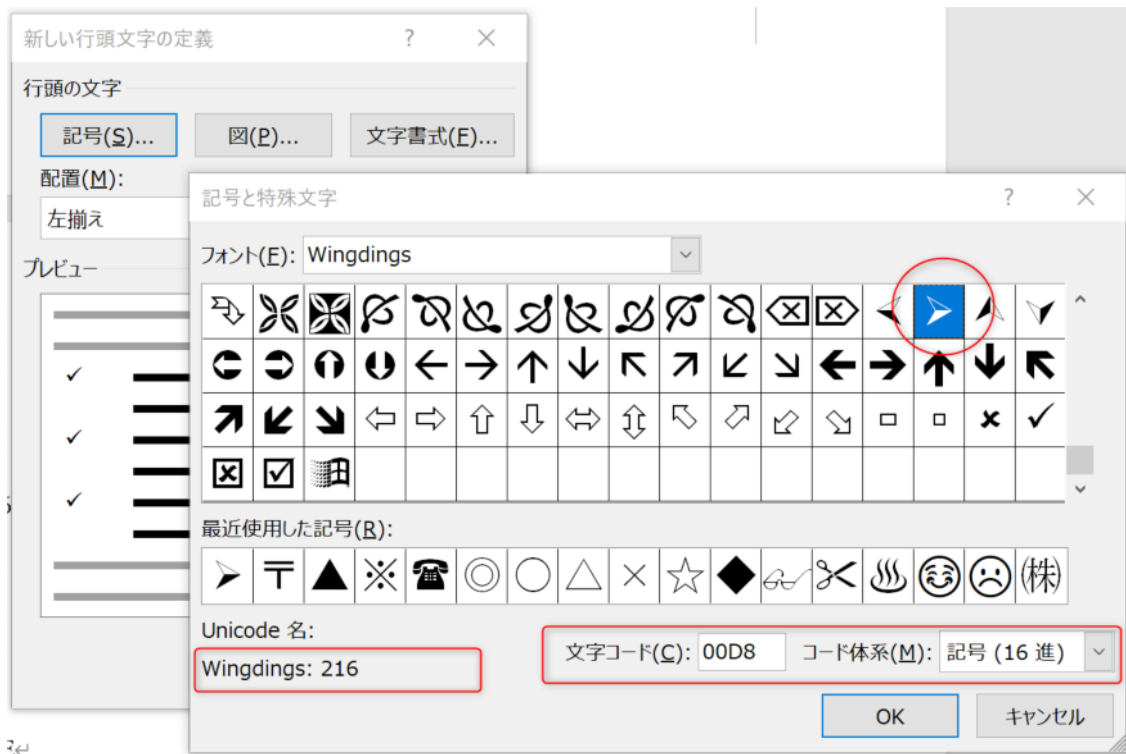 新しい行頭文字の定義
行頭の文字
記号(S)...
図(P)...
文字書式(F)...
配置(M):
左揃え
プレビュー
記号と特殊文字
フォント(F): Wingdings
最近使用した記号(R):
➢ 〒 ▲ ※ ☎ ◎ ○ △ × ☆ ◆ 👓 ✂ ♨ ☺ ☹ ㈱
Unicode 名:
Wingdings: 216
文字コード(C): 00D8 コード体系(M): 記号 (16 進)
OK
キャンセル